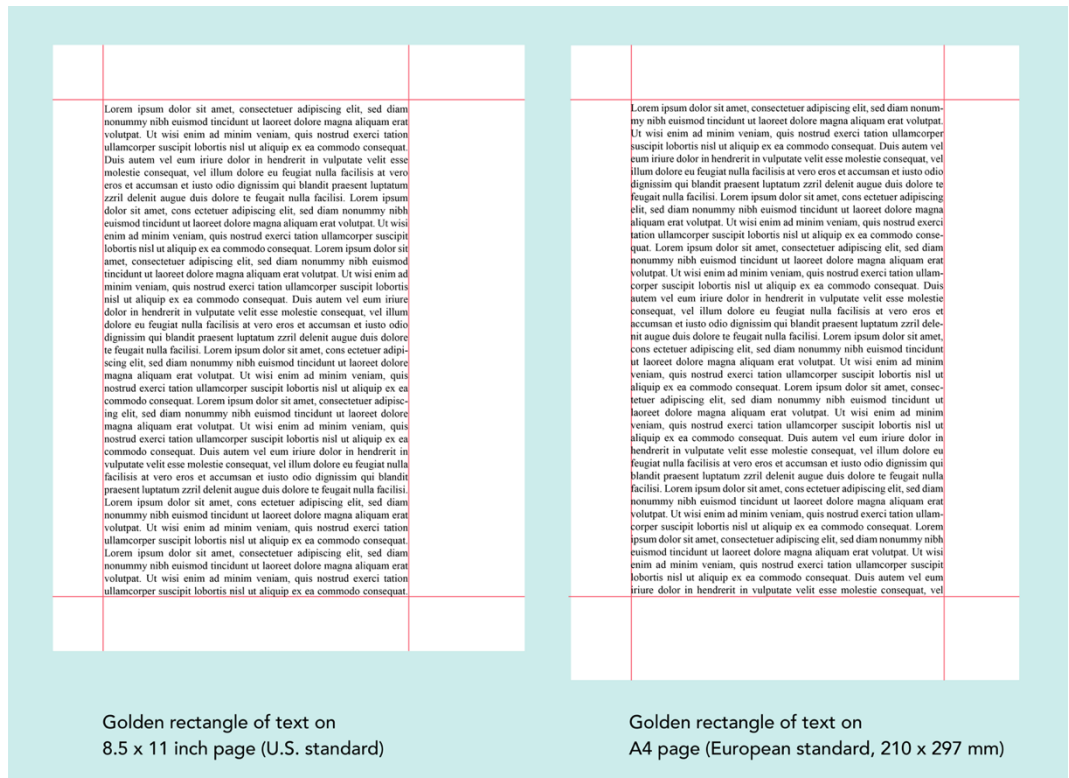 Lorem ipsum dolor sit amet, consectetuer adipiscing elit, sed diam
nonummy nibh euismod tincidunt ut laoreet dolore magna aliquam erat
volutpat. Ut wisi enim ad minim veniam, quis nostrud exerci tation
ullamcorper suscipit lobortis nisl ut aliquip ex ea commodo consequat.
Duis autem vel eum iriure dolor in hendrerit in vulputate velit esse
molestie consequat, vel illum dolore eu feugiat nulla facilisis at vero
eros et accumsan et iusto odio dignissim qui blandit praesent luptatum
zzril delenit augue duis dolore te feugait nulla facilisi. Lorem ipsum
dolor sit amet, cons ectetuer adipiscing elit, sed diam nonummy nibh
euismod tincidunt ut laoreet dolore magna aliquam erat volutpat. Ut wisi
enim ad minim veniam, quis nostrud exerci tation ullamcorper suscipit
lobortis nisl ut aliquip ex ea commodo consequat. Lorem ipsum dolor sit
amet, consectetuer adipiscing elit, sed diam nonummy nibh euismod
tincidunt ut laoreet dolore magna aliquam erat volutpat. Ut wisi enim ad
minim veniam, quis nostrud exerci tation ullamcorper suscipit lobortis
nisl ut aliquip ex ea commodo consequat. Duis autem vel eum iriure
dolor in hendrerit in vulputate velit esse molestie consequat, vel illum
dolore eu feugiat nulla facilisis at vero eros et accumsan et iusto odio
dignissim qui blandit praesent luptatum zzril delenit augue duis dolore
te feugait nulla facilisi. Lorem ipsum dolor sit amet, cons ectetuer adipi-
scing elit, sed diam nonummy nibh euismod tincidunt ut laoreet dolore
magna aliquam erat volutpat. Ut wisi enim ad minim veniam, quis
nostrud exerci tation ullamcorper suscipit lobortis nisl ut aliquip ex ea
commodo consequat. Lorem ipsum dolor sit amet, consectetuer adipisc-
ing elit, sed diam nonummy nibh euismod tincidunt ut laoreet dolore
magna aliquam erat volutpat. Ut wisi enim ad minim veniam, quis
nostrud exerci tation ullamcorper suscipit lobortis nisl ut aliquip ex ea
commodo consequat. Duis autem vel eum iriure dolor in hendrerit in
vulputate velit esse molestie consequat, vel illum dolore eu feugiat nulla
facilisis at vero eros et accumsan et iusto odio dignissim qui blandit
praesent luptatum zzril delenit augue duis dolore te feugait nulla facilisi.
Lorem ipsum dolor sit amet, cons ectetuer adipiscing elit, sed diam
nonummy nibh euismod tincidunt ut laoreet dolore magna aliquam erat
volutpat. Ut wisi enim ad minim veniam, quis nostrud exerci tation
ullamcorper suscipit lobortis nisl ut aliquip ex ea commodo consequat.
Lorem ipsum dolor sit amet, consectetuer adipiscing elit, sed diam
nonummy nibh euismod tincidunt ut laoreet dolore magna aliquam erat
volutpat. Ut wisi enim ad minim veniam, quis nostrud exerci tation
ullamcorper suscipit lobortis nisl ut aliquip ex ea commodo consequat.
Golden rectangle of text on
8.5 x 11 inch page (U.S. standard)
Lorem ipsum dolor sit amet, consectetuer adipiscing elit, sed diam nonum-
my nibh euismod tincidunt ut laoreet dolore magna aliquam erat volutpat.
Ut wisi enim ad minim veniam, quis nostrud exerci tation ullamcorper
suscipit lobortis nisl ut aliquip ex ea commodo consequat. Duis autem vel
eum iriure dolor in hendrerit in vulputate velit esse molestie consequat, vel
illum dolore eu feugiat nulla facilisis at vero eros et accumsan et iusto odio
dignissim qui blandit praesent luptatum zzril delenit augue duis dolore te
feugait nulla facilisi. Lorem ipsum dolor sit amet, cons ectetuer adipiscing
elit, sed diam nonummy nibh euismod tincidunt ut laoreet dolore magna
aliquam erat volutpat. Ut wisi enim ad minim veniam, quis nostrud exerci
tation ullamcorper suscipit lobortis nisl ut aliquip ex ea commodo conse-
quat. Lorem ipsum dolor sit amet, consectetuer adipiscing elit, sed diam
nonummy nibh euismod tincidunt ut laoreet dolore magna aliquam erat
volutpat. Ut wisi enim ad minim veniam, quis nostrud exerci tation ullam-
corper suscipit lobortis nisl ut aliquip ex ea commodo consequat. Duis
autem vel eum iriure dolor in hendrerit in vulputate velit esse molestie
consequat, vel illum dolore eu feugiat nulla facilisis at vero eros et
accumsan et iusto odio dignissim qui blandit praesent luptatum zzril dele-
nit augue duis dolore te feugait nulla facilisi. Lorem ipsum dolor sit amet,
cons ectetuer adipiscing elit, sed diam nonummy nibh euismod tincidunt
ut laoreet dolore magna aliquam erat volutpat. Ut wisi enim ad minim
veniam, quis nostrud exerci tation ullamcorper suscipit lobortis nisl ut
aliquip ex ea commodo consequat. Lorem ipsum dolor sit amet, consec-
tetuer adipiscing elit, sed diam nonummy nibh euismod tincidunt ut
laoreet dolore magna aliquam erat volutpat. Ut wisi enim ad minim
veniam, quis nostrud exerci tation ullamcorper suscipit lobortis nisl ut
aliquip ex ea commodo consequat. Duis autem vel eum iriure dolor in
hendrerit in vulputate velit esse molestie consequat, vel illum dolore eu
feugiat nulla facilisis at vero eros et accumsan et iusto odio dignissim qui
blandit praesent luptatum zzril delenit augue duis dolore te feugait nulla
facilisi. Lorem ipsum dolor sit amet, cons ectetuer adipiscing elit, sed diam
nonummy nibh euismod tincidunt ut laoreet dolore magna aliquam erat
volutpat. Ut wisi enim ad minim veniam, quis nostrud exerci tation ullam-
corper suscipit lobortis nisl ut aliquip ex ea commodo consequat. Lorem
ipsum dolor sit amet, consectetuer adipiscing elit, sed diam nonummy nibh
euismod tincidunt ut laoreet dolore magna aliquam erat volutpat. Ut wisi
enim ad minim veniam, quis nostrud exerci tation ullamcorper suscipit
lobortis nisl ut aliquip ex ea commodo consequat. Duis autem vel eum
iriure dolor in hendrerit in vulputate velit esse molestie consequat, vel
Golden rectangle of text on
A4 page (European standard, 210 x 297 mm)